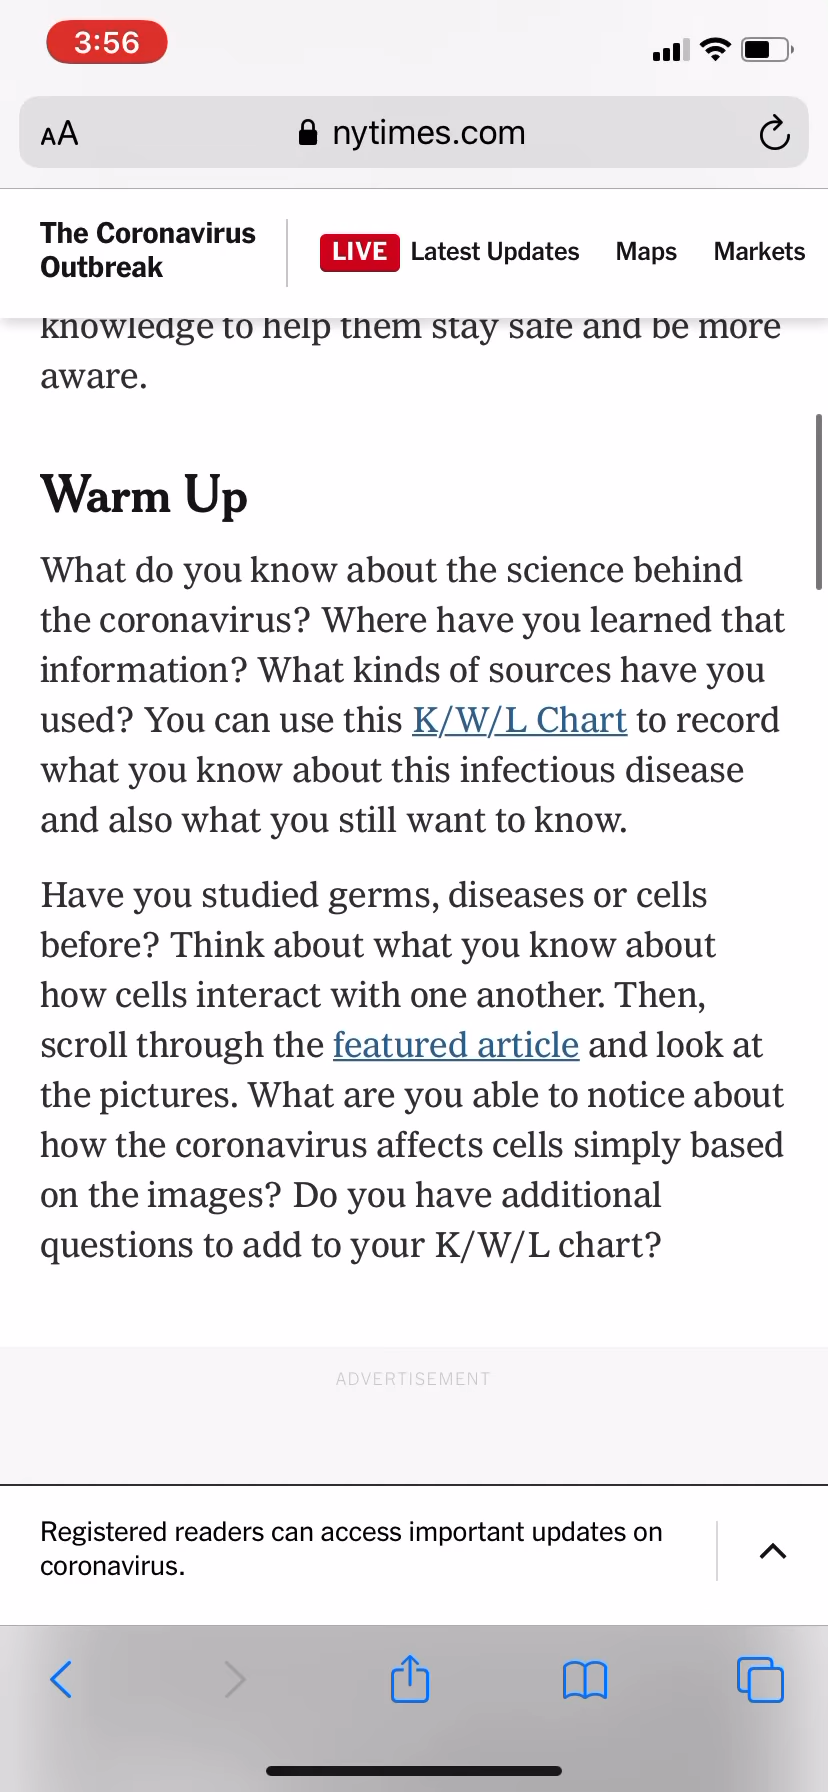 3:56
AA nytimes.com
The Coronavirus
Outbreak
LIVE Latest Updates Maps Markets
knowledge to help them stay safe and be more
aware.
Warm Up
What do you know about the science behind
the coronavirus? Where have you learned that
information? What kinds of sources have you
used? You can use this K/W/L Chart to record
what you know about this infectious disease
and also what you still want to know.
Have you studied germs, diseases or cells
before? Think about what you know about
how cells interact with one another. Then,
scroll through the featured article and look at
the pictures. What are you able to notice about
how the coronavirus affects cells simply based
on the images? Do you have additional
questions to add to your K/W/L chart?
ADVERTISEMENT
Registered readers can access important updates on
coronavirus.